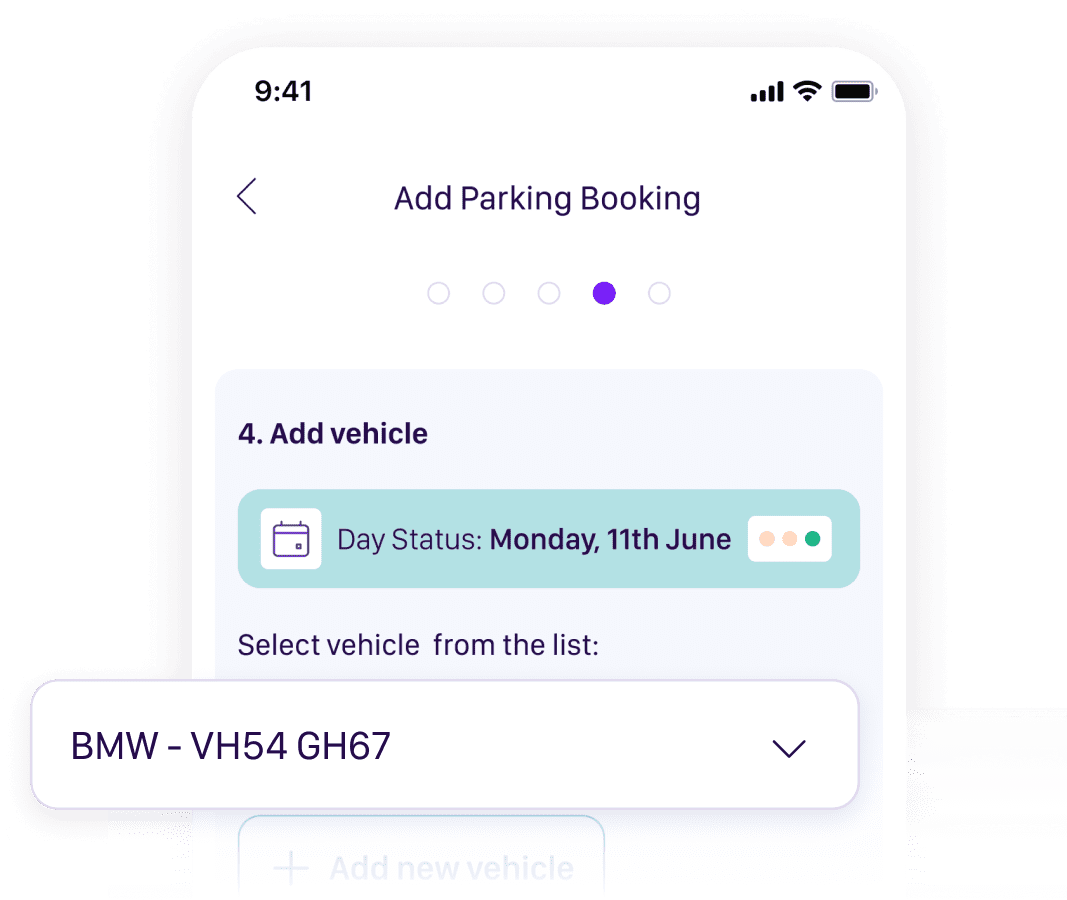 9:41
Add Parking Booking
4. Add vehicle
Day Status: Monday, 11th June
Select vehicle  from the list:
BMW - VH54 GH67
Add new vehicle